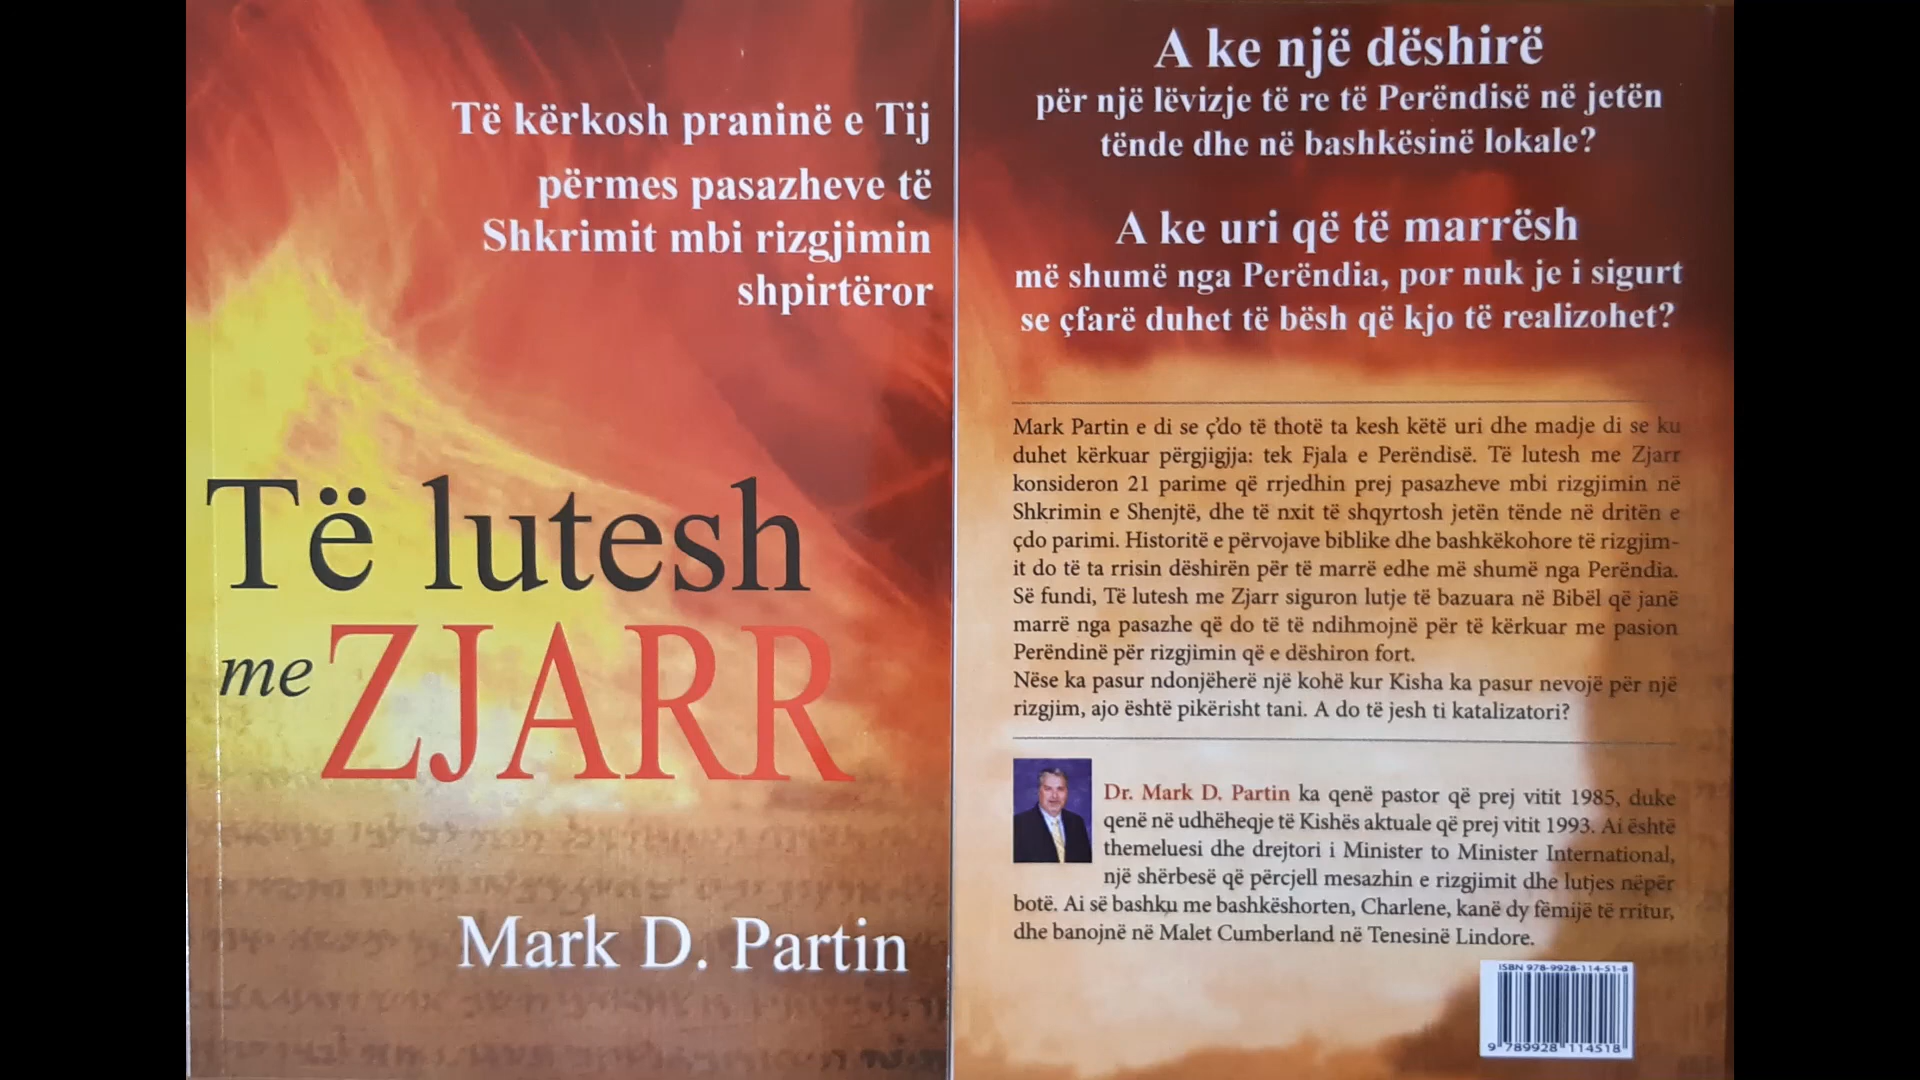 Të kërkosh praninë e Tij
përmes pasazheve të
Shkrimit mbi rizgjimin
shpirtëror
Të lutesh
me ZJARR
Mark D. Partin
A ke një dëshirë
për një lëvizje të re të Perëndisë në jetën
tënde dhe në bashkësinë lokale?
A ke uri që të marrësh
më shumë nga Perëndia, por nuk je i sigurt
se çfarë duhet të bësh që kjo të realizohet?
Mark Partin e di se ç'do të thotë ta kesh këtë uri dhe madje di se ku
duhet kërkuar përgjigjja: tek Fjala e Perëndisë. Të lutesh me Zjarr
konsideron 21 parime që rrjedhin prej pasazheve mbi rizgjimin në
Shkrimin e Shenjtë, dhe të nxit të shqyrtosh jetën tënde në dritën e
çdo parimi. Historitë e përvojave biblike dhe bashkëkohore të rizgjim-
it do të ta rrisin dëshirën për të marrë edhe më shumë nga Perëndia.
Së fundi, Të lutesh me Zjarr siguron lutje të bazuara në Bibël që janë
marrë nga pasazhe që do të të ndihmojnë për të kërkuar me pasion
Perëndinë për rizgjimin që e dëshiron fort.
Nëse ka pasur ndonjëherë një kohë kur Kisha ka pasur nevojë për një
rizgjim, ajo është pikërisht tani. A do të jesh ti katalizatori?
Dr. Mark D. Partin ka qenë pastor që prej vitit 1985, duke
qenë në udhëheqje të Kishës aktuale që prej vitit 1993. Ai është
themeluesi dhe drejtori i Minister to Minister International,
një shërbesë që përcjell mesazhin e rizgjimit dhe lutjes nëpër
botë. Ai së bashku me bashkëshorten, Charlene, kanë dy fëmijë të rritur,
dhe banojnë në Malet Cumberland në Tenesinë Lindore.
ISBN 978-9928-114-51-8
9 789928 114518